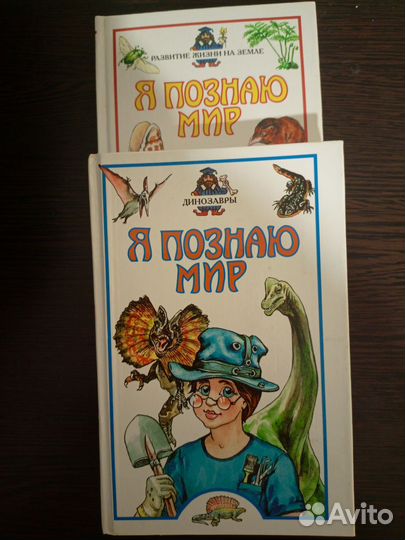 РАЗВИТИЕ ЖИЗНИ НА ЗЕМЛЕ
Я ПОЗНАЮ
МИР
ДИНОЗАВРЫ
Я ПОЗНАЮ
МИР
Avito